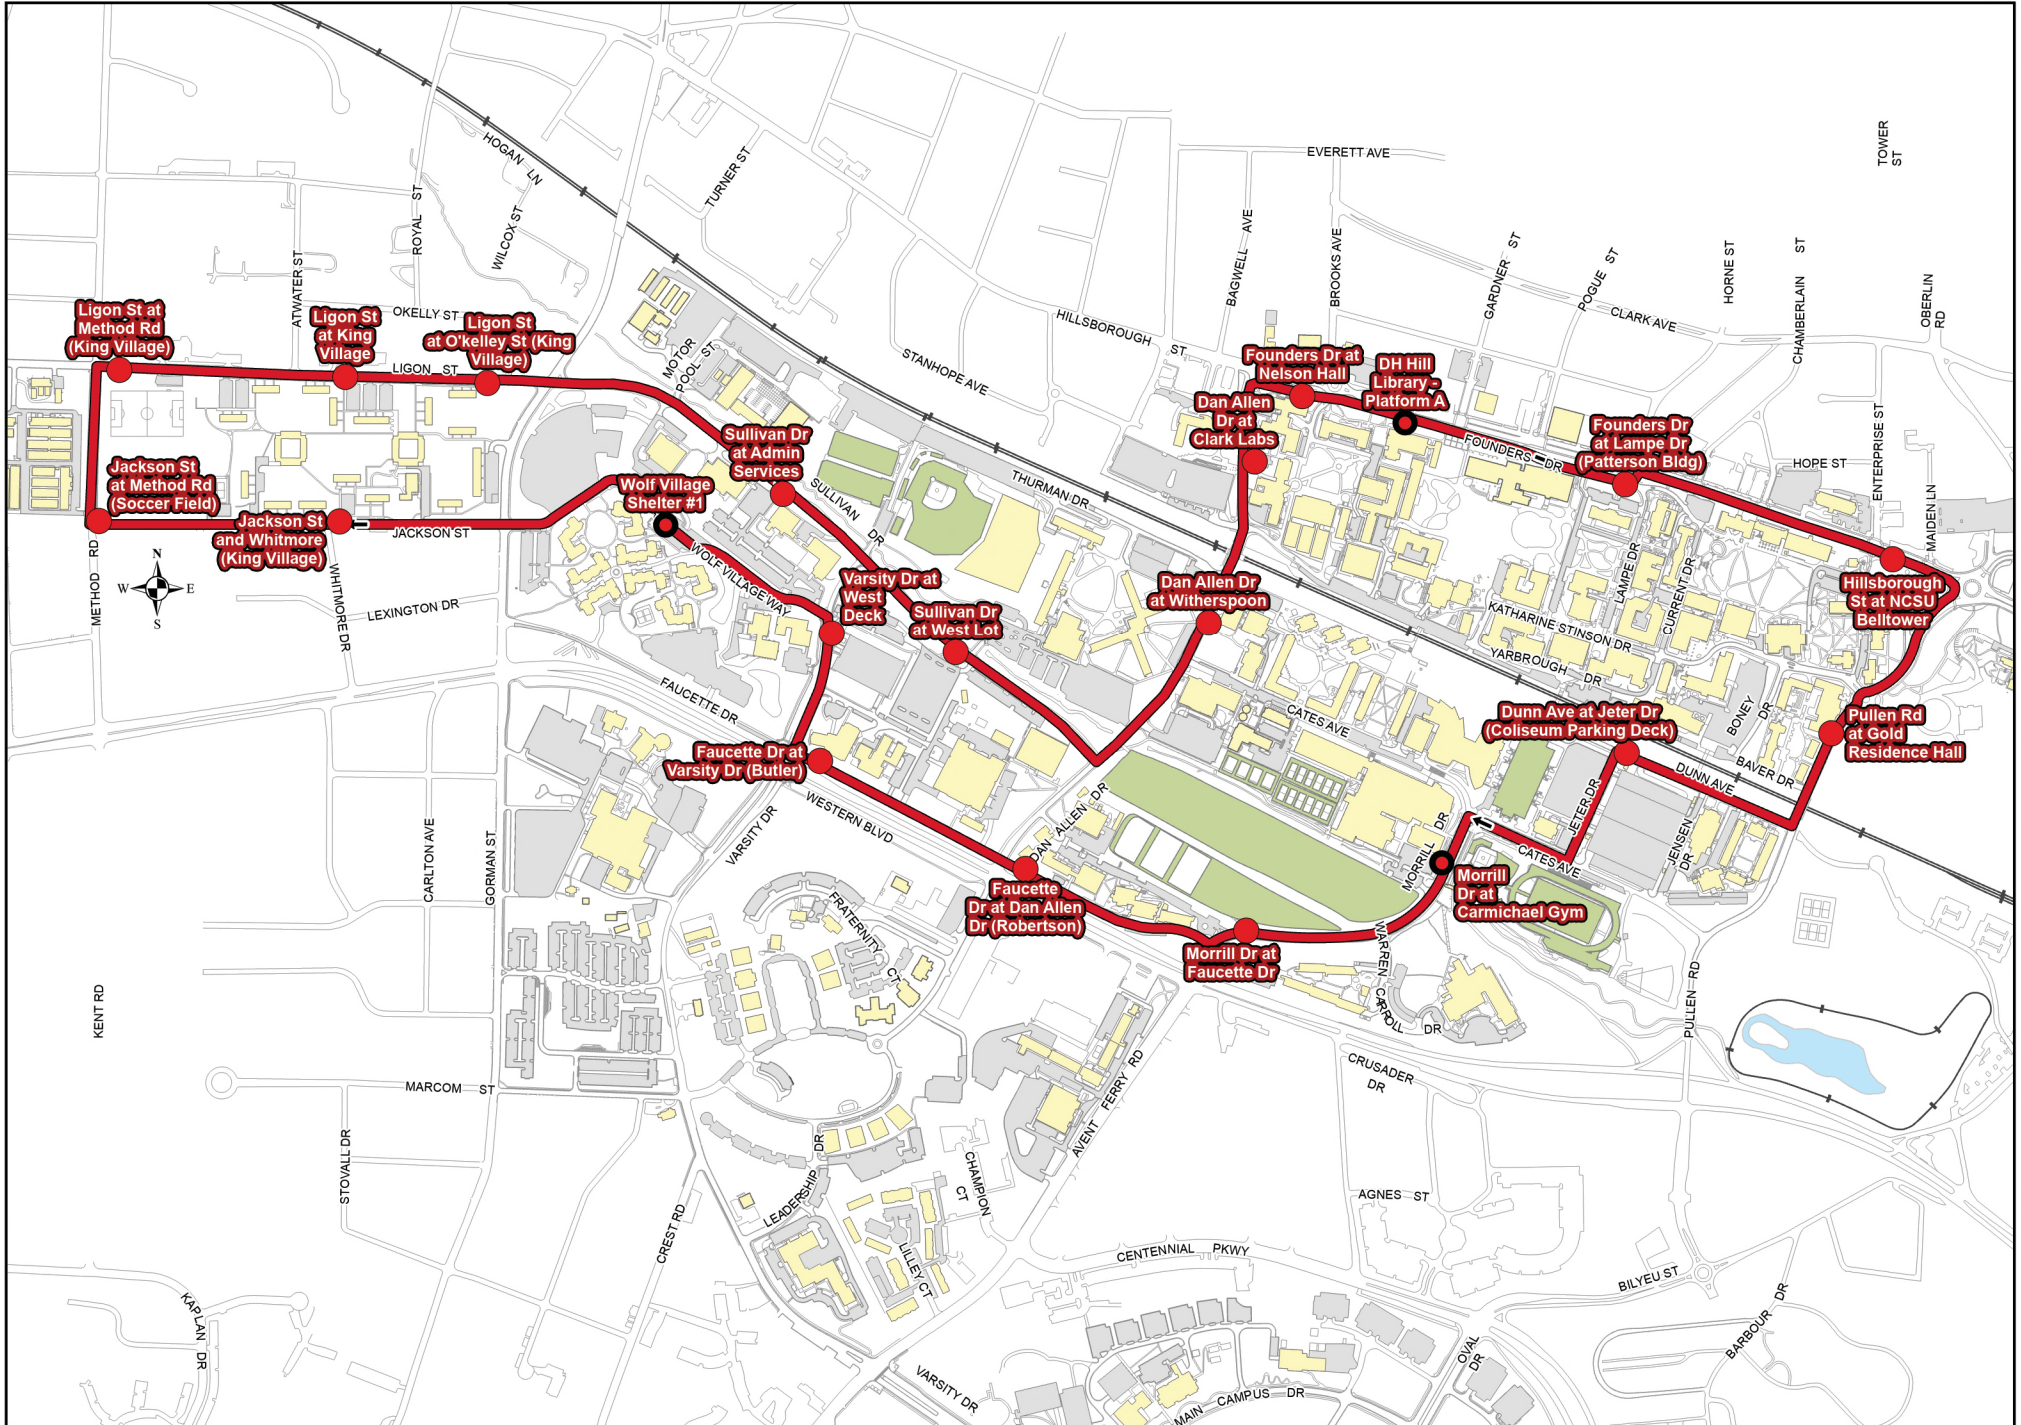 HOGAN LN
TURNER ST
ROYAL ST
WILCOX ST
ATWATER ST
OKELLY ST
EVERETT AVE
TOWER
ST
BAGWELL AVE
BROOKS AVE
GARDNER ST
POGUE ST
HORNE ST
CHAMBERLAIN ST
OBERLIN
RD
CLARK AVE
HILLSBOROUGH ST
STANHOPE AVE
MOTOR
POOL ST
Ligon St at
Method Rd
(King Village)
Ligon St
at King
Village
Ligon St
at O'kelley St (King
Village)
LIGON ST
Founders Dr at
Nelson Hall
DH Hill
Library -
Platform A
Dan Allen
Dr at
Clark Labs
FOUNDERS DR
Founders Dr
at Lampe Dr
(Patterson Bldg)
HOPE ST
ENTERPRISE ST
MAIDEN LN
Sullivan Dr
at Admin
Services
Jackson St
at Method Rd
(Soccer Field)
Wolf Village
Shelter #1
Jackson St
and Whitmore
(King Village)
JACKSON ST
SULLIVAN DR
THURMAN DR
METHOD RD
N
W E
S
WHITMORE DR
LEXINGTON DR
WOLF VILLAGE WAY
Varsity Dr at
West
Deck
Sullivan Dr
at West Lot
Dan Allen Dr
at Witherspoon
LAMPE DR
CURRENT DR
KATHARINE STINSON DR
YARBROUGH DR
Hillsborough
St at NCSU
Belltower
FAUCETTE DR
CATES AVE
Dunn Ave at Jeter Dr
(Coliseum Parking Deck)
BONEY DR
BAVER DR
DUNN AVE
Pullen Rd
at Gold
Residence Hall
Faucette Dr at
Varsity Dr (Butler)
WESTERN BLVD
VARSITY DR
DAN ALLEN DR
MORRILL DR
JETER DR
CATES AVE
JENSEN
DR
CARLTON AVE
GORMAN ST
Morrill
Dr at
Carmichael Gym
Faucette
Dr at Dan Allen
Dr (Robertson)
Morrill Dr at
Faucette Dr
FRATERNITY CT
WARREN CARROLL DR
KENT RD
PULLEN RD
MARCOM ST
AVENT FERRY RD
CRUSADER
DR
STOVALL DR
LEADERSHIP DR
CHAMPION
CT
CREST RD
LILLEY CT
AGNES ST
CENTENNIAL PKWY
BILYEU ST
KAPLAN DR
BARBOUR DR
OVAL
DR
VARSITY DR
MAIN CAMPUS DR